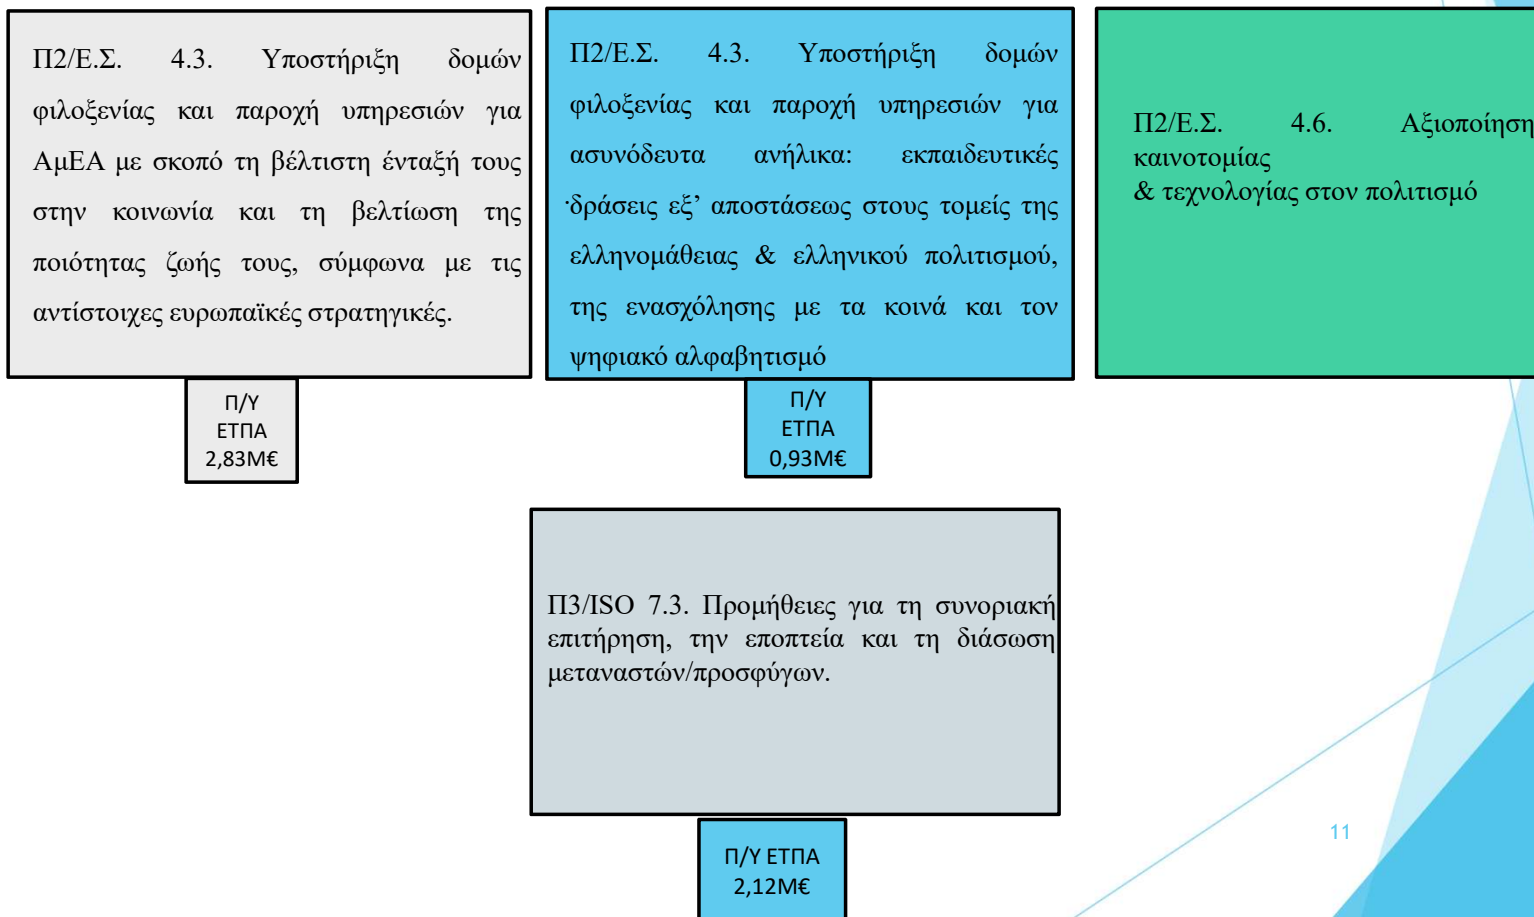 Π2/Ε.Σ. 4.3. Υποστήριξη δομών
φιλοξενίας και παροχή υπηρεσιών για
ΑμΕΑ με σκοπό τη βέλτιστη ένταξή τους
στην κοινωνία και τη βελτίωση της
ποιότητας ζωής τους, σύμφωνα με τις
αντίστοιχες ευρωπαϊκές στρατηγικές.
Π/Υ
ΕΤΠΑ
2,83Μ€
Π2/Ε.Σ. 4.3. Υποστήριξη δομών
φιλοξενίας και παροχή υπηρεσιών για
ασυνόδευτα ανήλικα: εκπαιδευτικές
·δράσεις εξ’ αποστάσεως στους τομείς της
ελληνομάθειας & ελληνικού πολιτισμού,
της ενασχόλησης με τα κοινά και τον
ψηφιακό αλφαβητισμό
Π/Υ
ΕΤΠΑ
0,93Μ€
Π2/Ε.Σ. 4.6. Αξιοποίηση
καινοτομίας
& τεχνολογίας στον πολιτισμό
Π3/ISO 7.3. Προμήθειες για τη συνοριακή
επιτήρηση, την εποπτεία και τη διάσωση
μεταναστών/προσφύγων.
Π/Υ ΕΤΠΑ
2,12Μ€
11